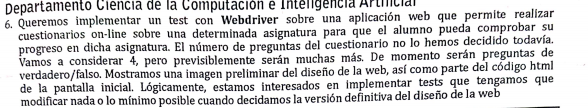 Departamento Ciencia de la Computación e Inteligencia Artificial
6. Queremos implementar un test con Webdriver sobre una aplicación web que permite realizar
cuestionarios on-line sobre una determinada asignatura para que el alumno pueda comprobar su
progreso en dicha asignatura. El número de preguntas del cuestionario no lo hemos decidido todavía.
Vamos a considerar 4, pero previsiblemente serán muchas más. De momento serán preguntas de
verdadero/falso. Mostramos una imagen preliminar del diseño de la web, así como parte del código html
de la pantalla inicial. Lógicamente, estamos interesados en implementar tests que tengamos que
modificar nada o lo mínimo posible cuando decidamos la versión definitiva del diseño de la web